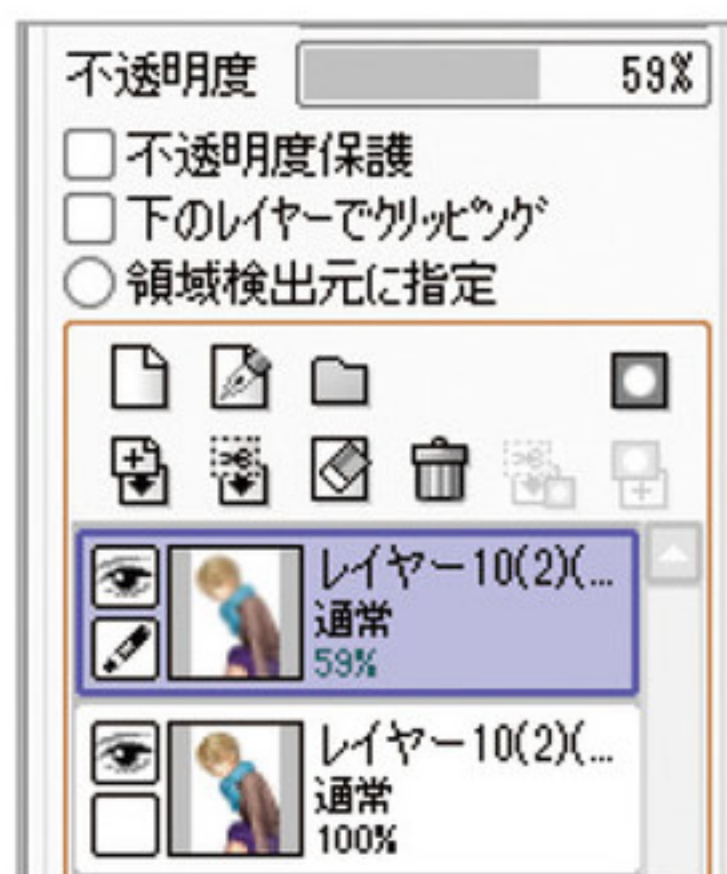 不透明度 59%
不透明度保護
下のレイヤーでクリッピング
領域検出元に指定
レイヤー10(2)(...
通常
59%
レイヤー10(2)(...
通常
100%